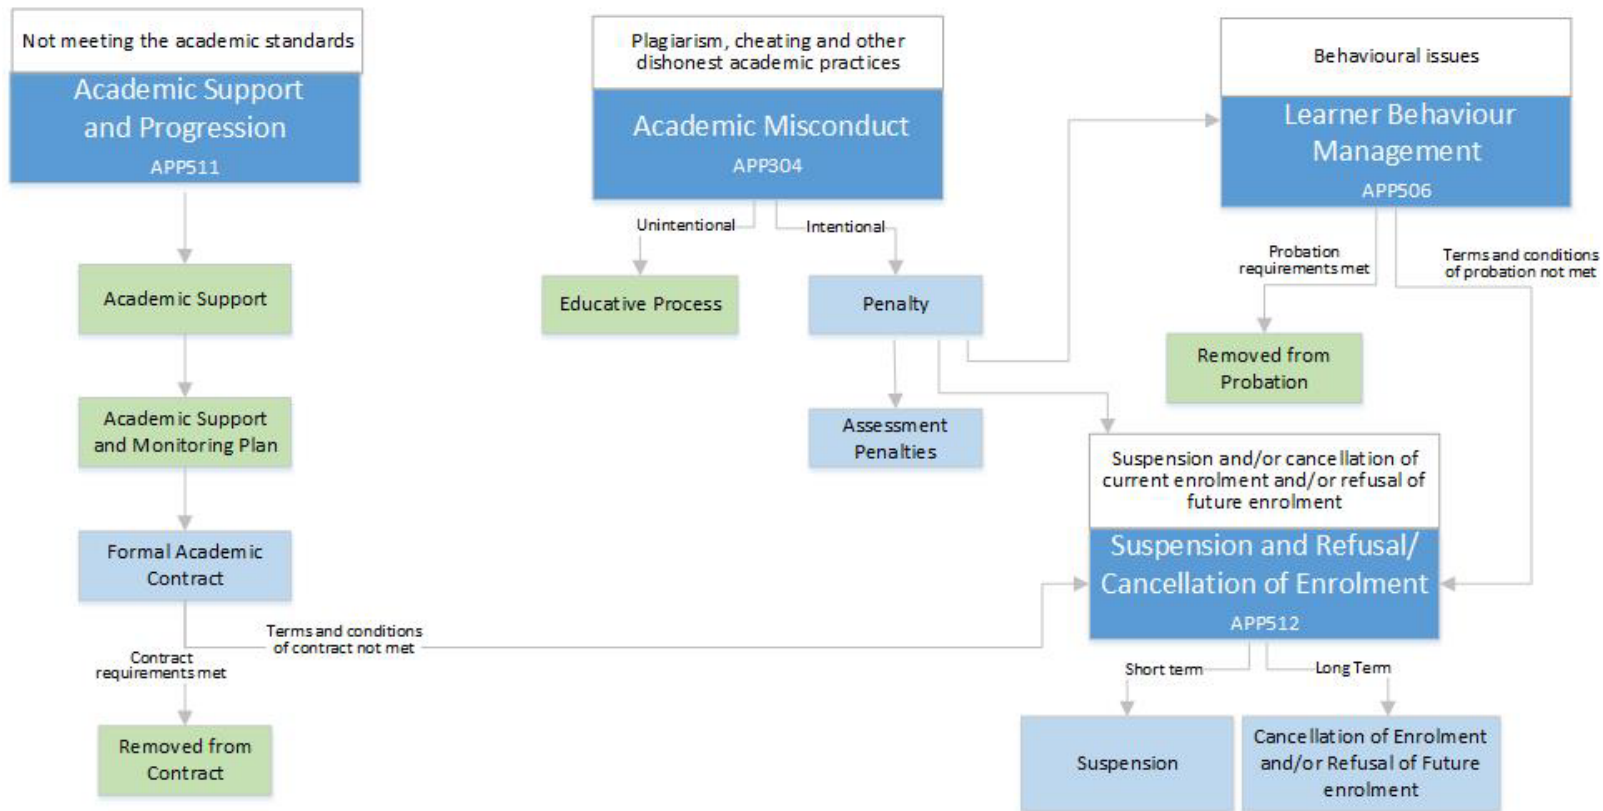 Not meeting the academic standards
Academic Support
and Progression
APP511
Plagiarism, cheating and other
dishonest academic practices
Academic Misconduct
APP304
Behavioural issues
Learner Behaviour
Management
APP506
Unintentional
Intentional
Probation
requirements met
Terms and conditions
of probation not met
Academic Support
Educative Process
Penalty
Removed from
Probation
Academic Support
and Monitoring Plan
Assessment
Penalties
Suspension and/or cancellation of
current enrolment and/or refusal of
future enrolment
Suspension and Refusal/
Cancellation of Enrolment
APP512
Formal Academic
Contract
Terms and conditions
of contract not met
Contract
requirements met
Short term
Long Term
Removed from
Contract
Suspension
Cancellation of Enrolment
and/or Refusal of Future
enrolment